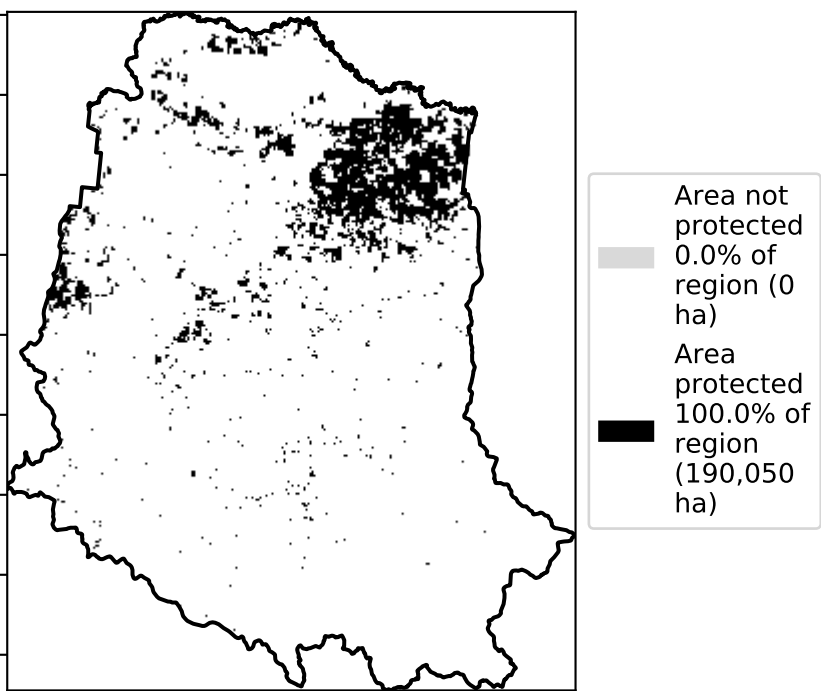 Area not
protected
0.0% of
region (0
ha)
Area
protected
100.0% of
region
(190,050
ha)